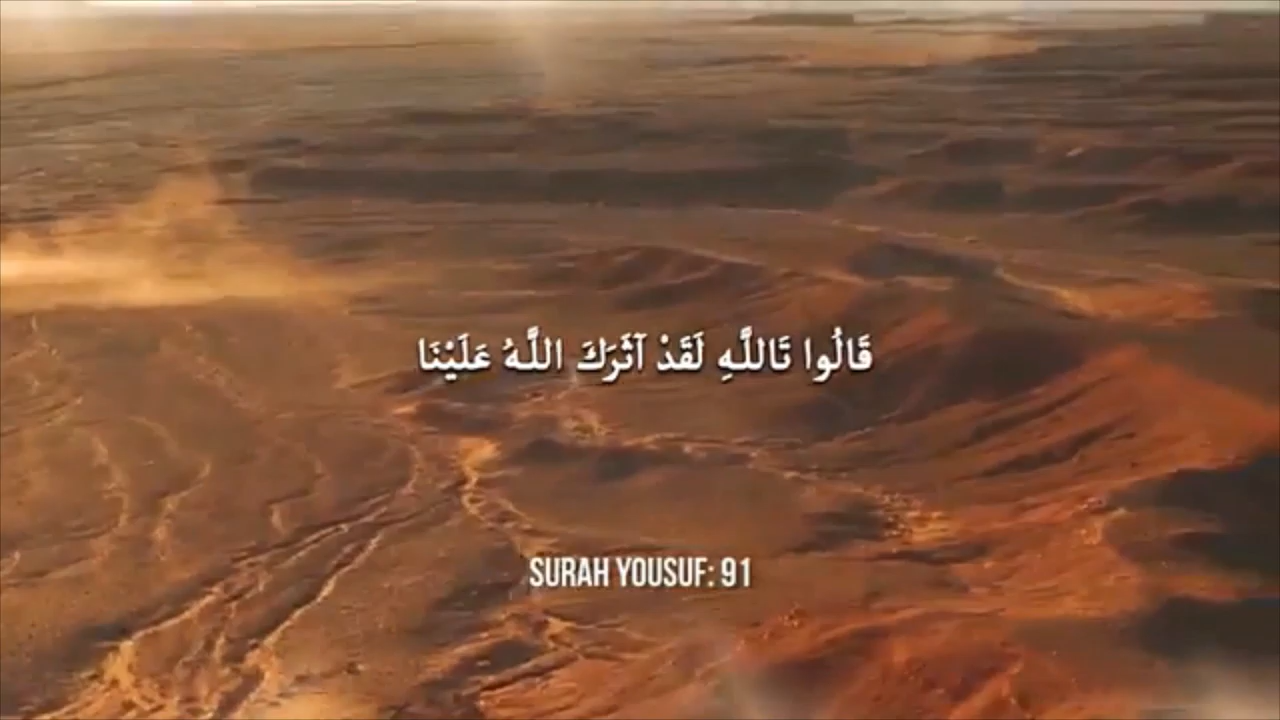 قَالُوا تَاللَّهِ لَقَدْ آثَرَكَ اللَّهُ عَلَيْنَا
SURAH YOUSUF: 91